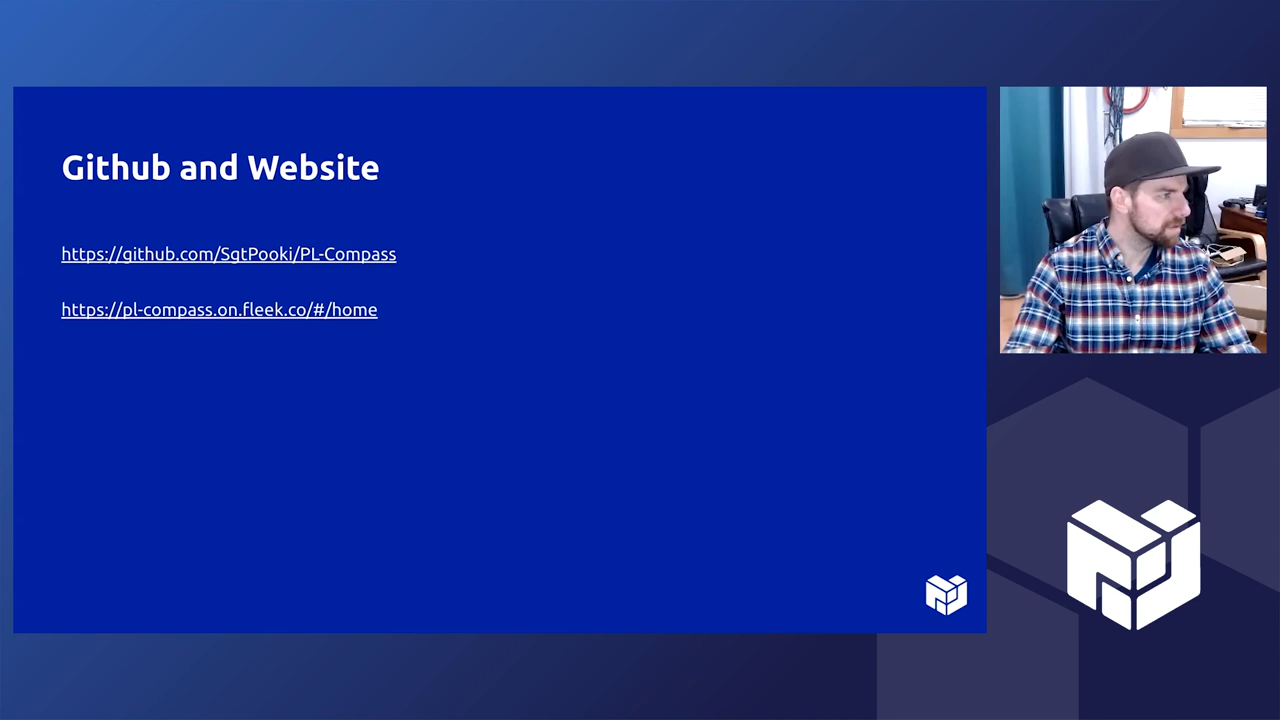 Github and Website
https://github.com/SgtPooki/PL-Compass
https://pl-compass.on.fleek.co/#/home